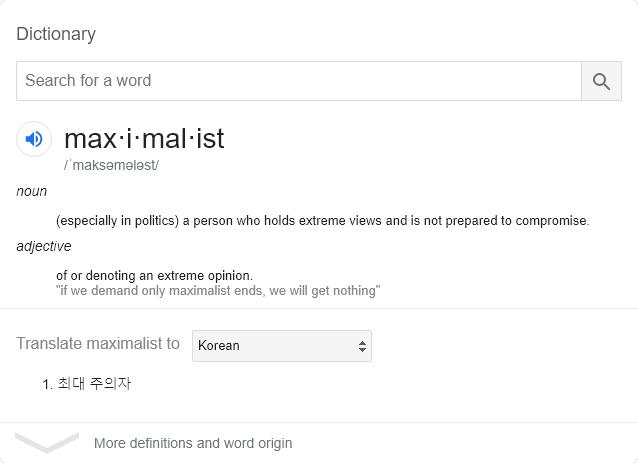 Dictionary
Search for a word
max·i·mal·ist
/ˈmaksəmələst/
noun
(especially in politics) a person who holds extreme views and is not prepared to compromise.
adjective
of or denoting an extreme opinion.
"if we demand only maximalist ends, we will get nothing"
Translate maximalist to Korean
1. 최대 주의자
More definitions and word origin